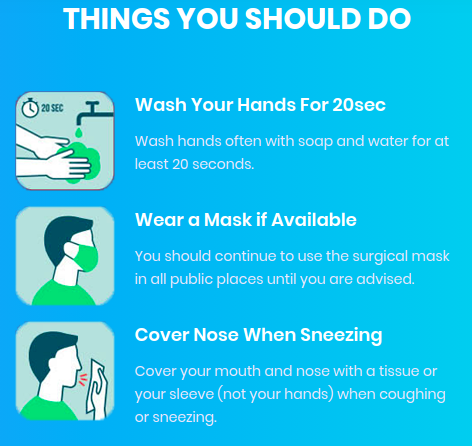 THINGS YOU SHOULD DO
20 SEC
Wash Your Hands For 20sec
Wash hands often with soap and water for at
least 20 seconds.
Wear a Mask if Available
You should continue to use the surgical mask
in all public places until you are advised.
Cover Nose When Sneezing
Cover your mouth and nose with a tissue or
your sleeve (not your hands) when coughing
or sneezing.